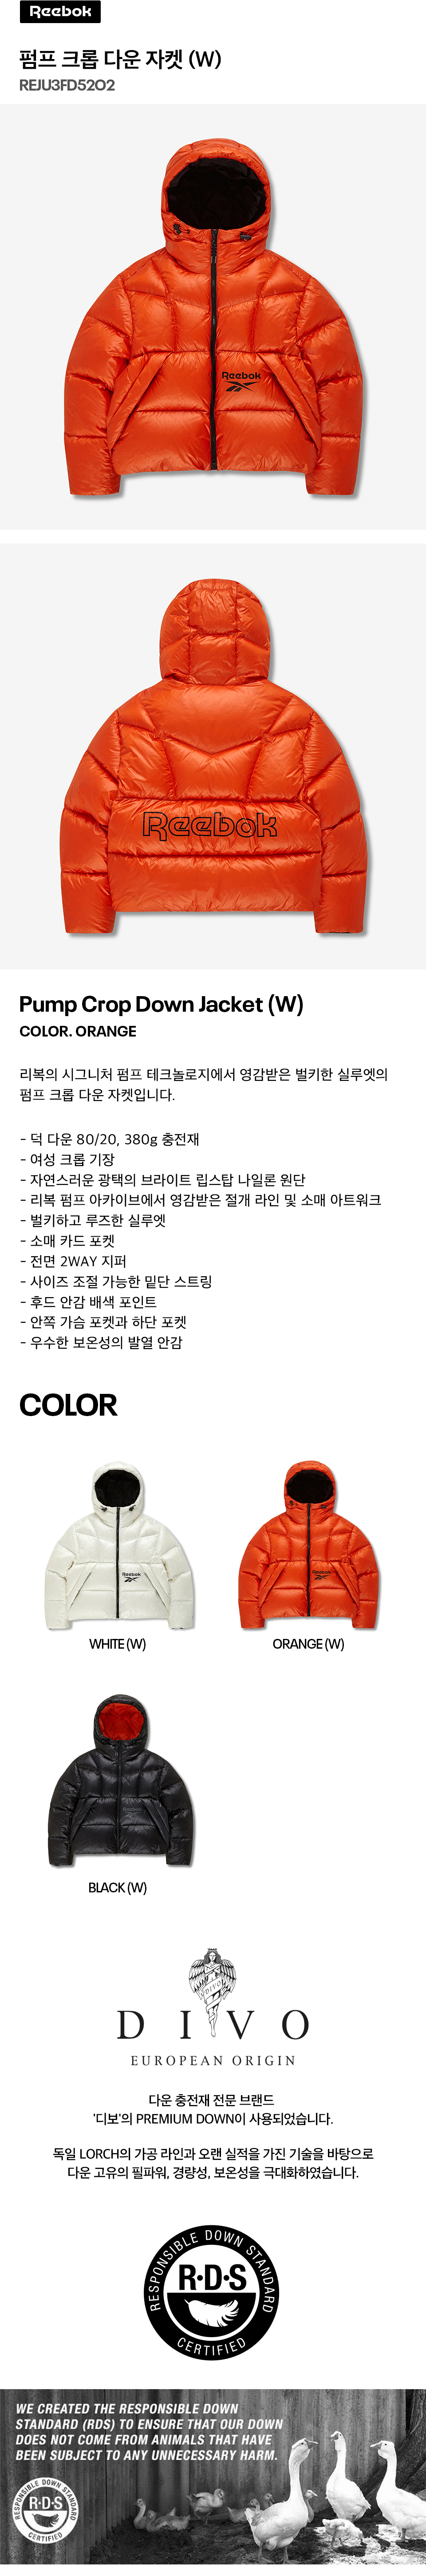 Reebok
펌프 크롭 다운 자켓 (W)
REJU3FD52O2
Reebok
Reebok
Pump Crop Down Jacket (W)
COLOR. ORANGE
리복의 시그니처 펌프 테크놀로지에서 영감받은 벌키한 실루엣의
펌프 크롭 다운 자켓입니다.
- 덕 다운 80/20, 380g 충전재
- 여성 크롭 기장
- 자연스러운 광택의 브라이트 립스탑 나일론 원단
- 리복 펌프 아카이브에서 영감받은 절개 라인 및 소매 아트워크
- 벌키하고 루즈한 실루엣
- 소매 카드 포켓
- 전면 2WAY 지퍼
- 사이즈 조절 가능한 밑단 스트링
- 후드 안감 배색 포인트
- 안쪽 가슴 포켓과 하단 포켓
- 우수한 보온성의 발열 안감
COLOR
Reebok
Reebok
WHITE (W)
ORANGE (W)
Reebok
BLACK (W)
DIVO
DIVO
EUROPEAN ORIGIN
다운 충전재 전문 브랜드
'디보'의 PREMIUM DOWN이 사용되었습니다.
독일 LORCH의 가공 라인과 오랜 실적을 가진 기술을 바탕으로
다운 고유의 필파워, 경량성, 보온성을 극대화하였습니다.
RESPONSIBLE DOWN STANDARD
R·D·S
CERTIFIED
WE CREATED THE RESPONSIBLE DOWN
STANDARD (RDS) TO ENSURE THAT OUR DOWN
DOES NOT COME FROM ANIMALS THAT HAVE
BEEN SUBJECT TO ANY UNNECESSARY HARM.
RESPONSIBLE DOWN STANDARD
R·D·S
CERTIFIED